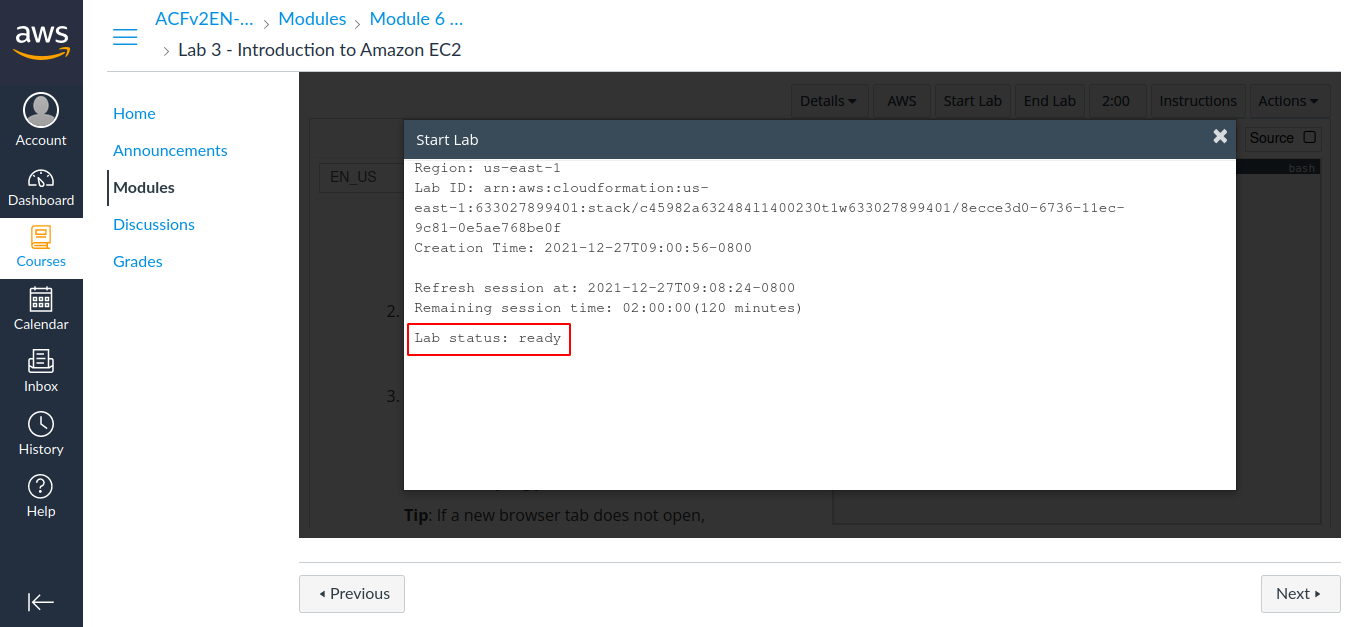 aws
Account
Dashboard
Courses
Calendar
Inbox
History
Help
ACFv2EN-... > Modules > Module 6 ...
> Lab 3 - Introduction to Amazon EC2
Home
Announcements
Modules
Discussions
Grades
Details AWS Start Lab End Lab 2:00 Instructions Actions
Source
EN_US
bash
Start Lab
Region: us-east-1
Lab ID: arn:aws:cloudformation:us-
east-1:633027899401:stack/c45982a632484l1400230t1w633027899401/8ecce3d0-6736-11ec-
9c81-0e5ae768be0f
Creation Time: 2021-12-27T09:00:56-0800
Refresh session at: 2021-12-27T09:08:24-0800
Remaining session time: 02:00:00(120 minutes)
2.
Lab status: ready
3.
Tip: If a new browser tab does not open,
Previous
Next